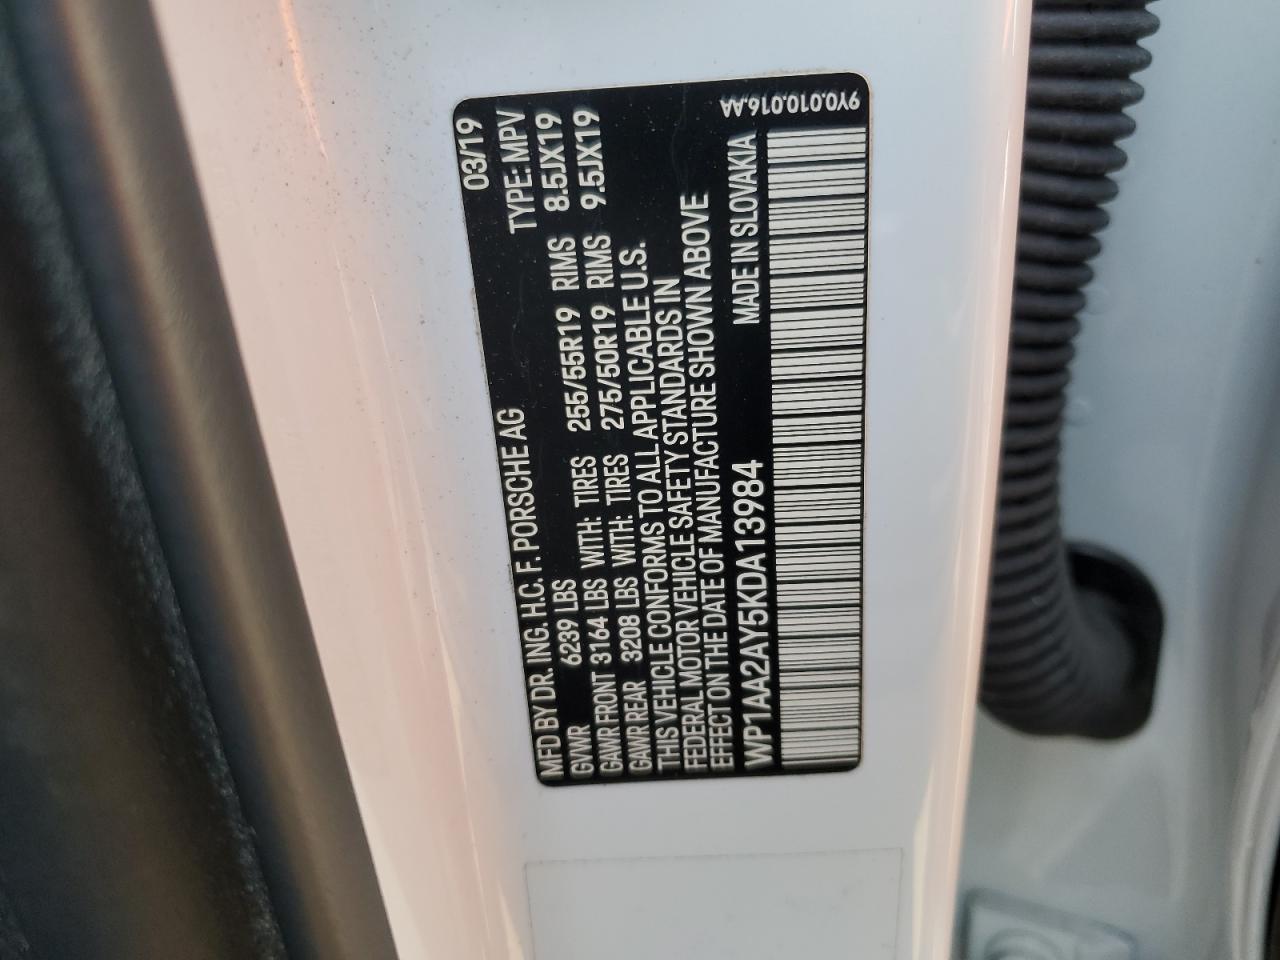 03/19
MFD BY DR. ING. H.C. F. PORSCHE AG TYPE: MPV
GVWR 6239 LBS
GAWR FRONT 3164 LBS WITH: TIRES 255/55R19 RIMS 8.5JX19
GAWR REAR 3208 LBS WITH: TIRES 275/50R19 RIMS 9.5JX19
THIS VEHICLE CONFORMS TO ALL APPLICABLE U.S.
FEDERAL MOTOR VEHICLE SAFETY STANDARDS IN
EFFECT ON THE DATE OF MANUFACTURE SHOWN ABOVE
WP1AA2AY5KDA13984 MADE IN SLOVAKIA
9Y0.010.016.AA